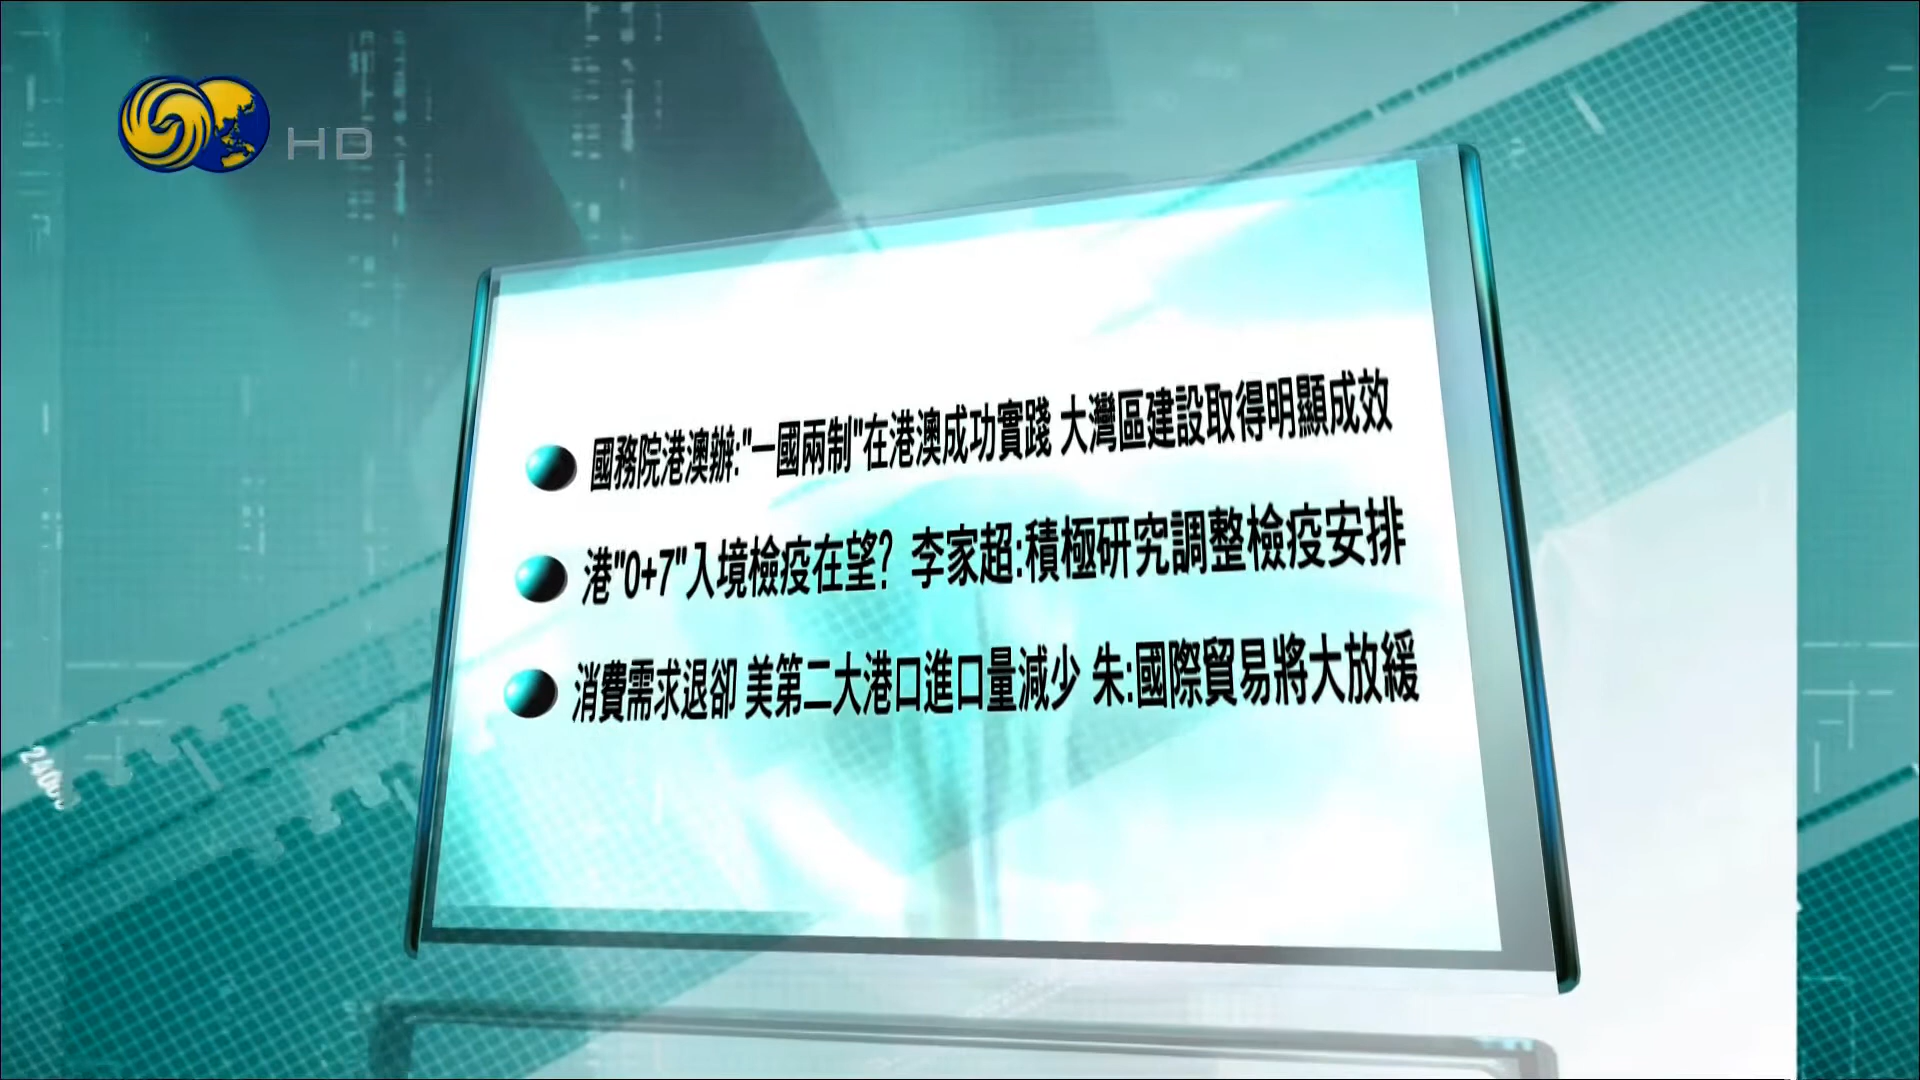 HD
國務院港澳辦:"一國兩制"在港澳成功實踐 大灣區建設取得明顯成效
港"0+7"入境檢疫在望? 李家超:積極研究調整檢疫安排
消費需求退卻 美第二大港口進口量減少 朱:國際貿易將大放緩